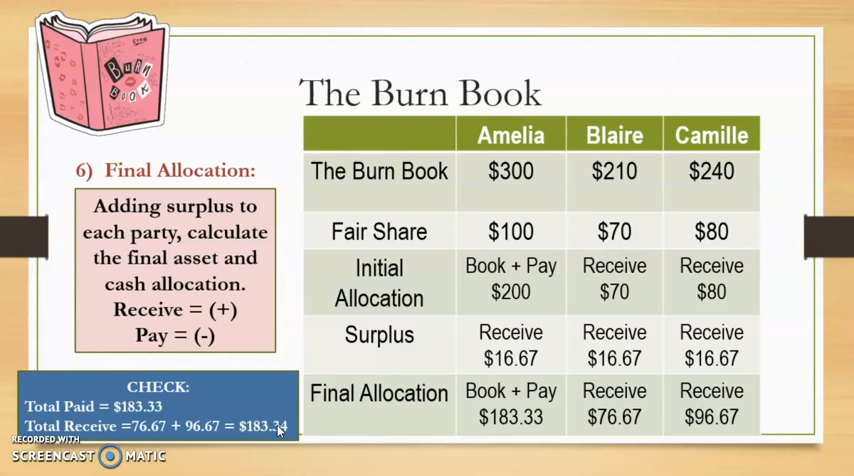 BURN
BOOK
The Burn Book
6) Final Allocation:
Adding surplus to
each party, calculate
the final asset and
cash allocation.
Receive = (+)
Pay = (-)
Amelia Blaire Camille
The Burn Book $300 $210 $240
Fair Share $100 $70 $80
Initial Allocation Book + Pay $200 Receive $70 Receive $80
Surplus Receive $16.67 Receive $16.67 Receive $16.67
Final Allocation Book + Pay $183.33 Receive $76.67 Receive $96.67
CHECK:
Total Paid = $183.33
Total Receive =76.67 + 96.67 = $183.34
RECORDED WITH
SCREENCAST MATIC